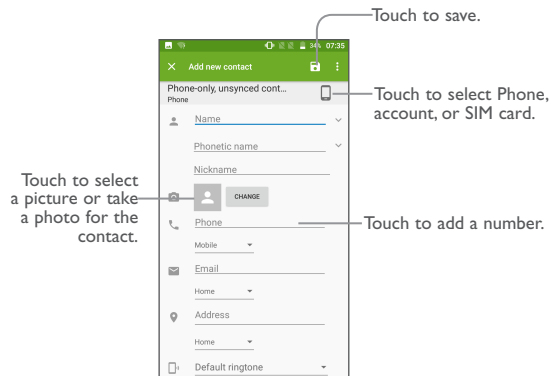 Touch to save.
34% 07:35
Add new contact
Phone-only, unsynced cont...
Phone
Touch to select Phone,
account, or SIM card.
Name
Phonetic name
Nickname
Touch to select
a picture or take
a photo for the
contact.
CHANGE
Phone
Touch to add a number.
Mobile
Email
Home
Address
Home
Default ringtone